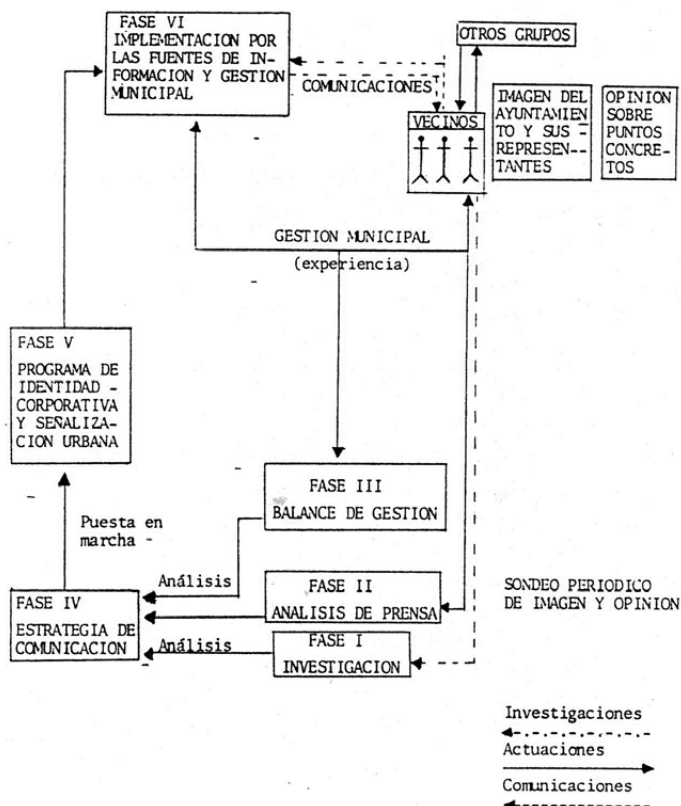 FASE VI
IMPLEMENTACION POR
LAS FUENTES DE IN-
FORMACION Y GESTION
MUNICIPAL
OTROS GRUPOS
COMUNICACIONES
VECINOS
IMAGEN DEL
AYUNTAMIEN
TO Y SUS -
REPRESEN--
TANTES
OPINION
SOBRE
PUNTOS
CONCRE-
TOS
GESTION MUNICIPAL
(experiencia)
FASE V
PROGRAMA DE
IDENTIDAD -
CORPORATIVA
Y SEÑALIZA-
CION URBANA
FASE III
BALANCE DE GESTION
Puesta en
marcha -
Análisis
FASE II
ANALISIS DE PRENSA
SONDEO PERIODICO
DE IMAGEN Y OPINION
FASE IV
ESTRATEGIA DE
COMUNICACION
Análisis
FASE I
INVESTIGACION
Investigaciones
Actuaciones
Comunicaciones